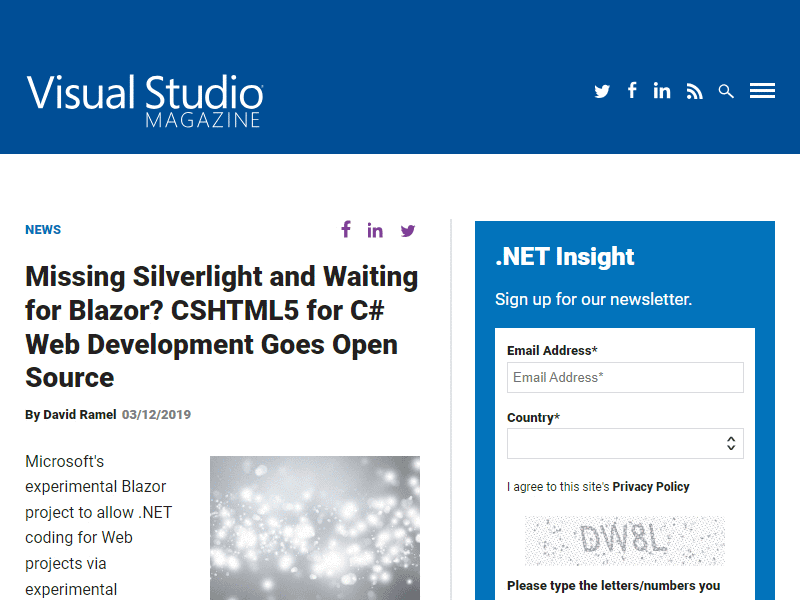 Visual Studio
MAGAZINE
NEWS
Missing Silverlight and Waiting
for Blazor? CSHTML5 for C#
Web Development Goes Open
Source
By David Ramel 03/12/2019
Microsoft's
experimental Blazor
project to allow .NET
coding for Web
projects via
experimental
.NET Insight
Sign up for our newsletter.
Email Address*
Email Address*
Country*
I agree to this site's Privacy Policy
DW8L
Please type the letters/numbers you